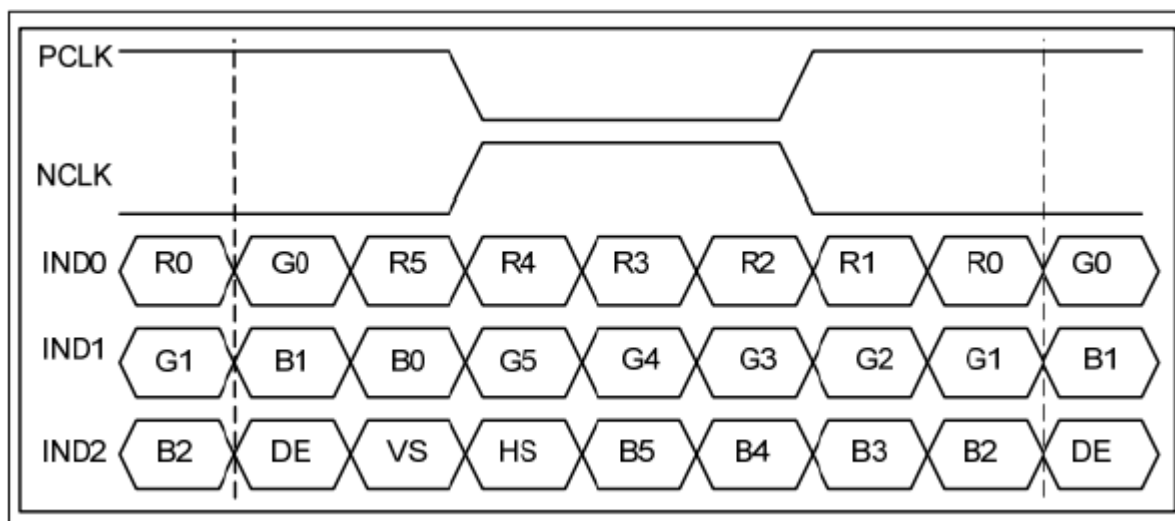 PCLK
NCLK
IND0 R0 G0 R5 R4 R3 R2 R1 R0 G0
IND1 G1 B1 B0 G5 G4 G3 G2 G1 B1
IND2 B2 DE VS HS B5 B4 B3 B2 DE